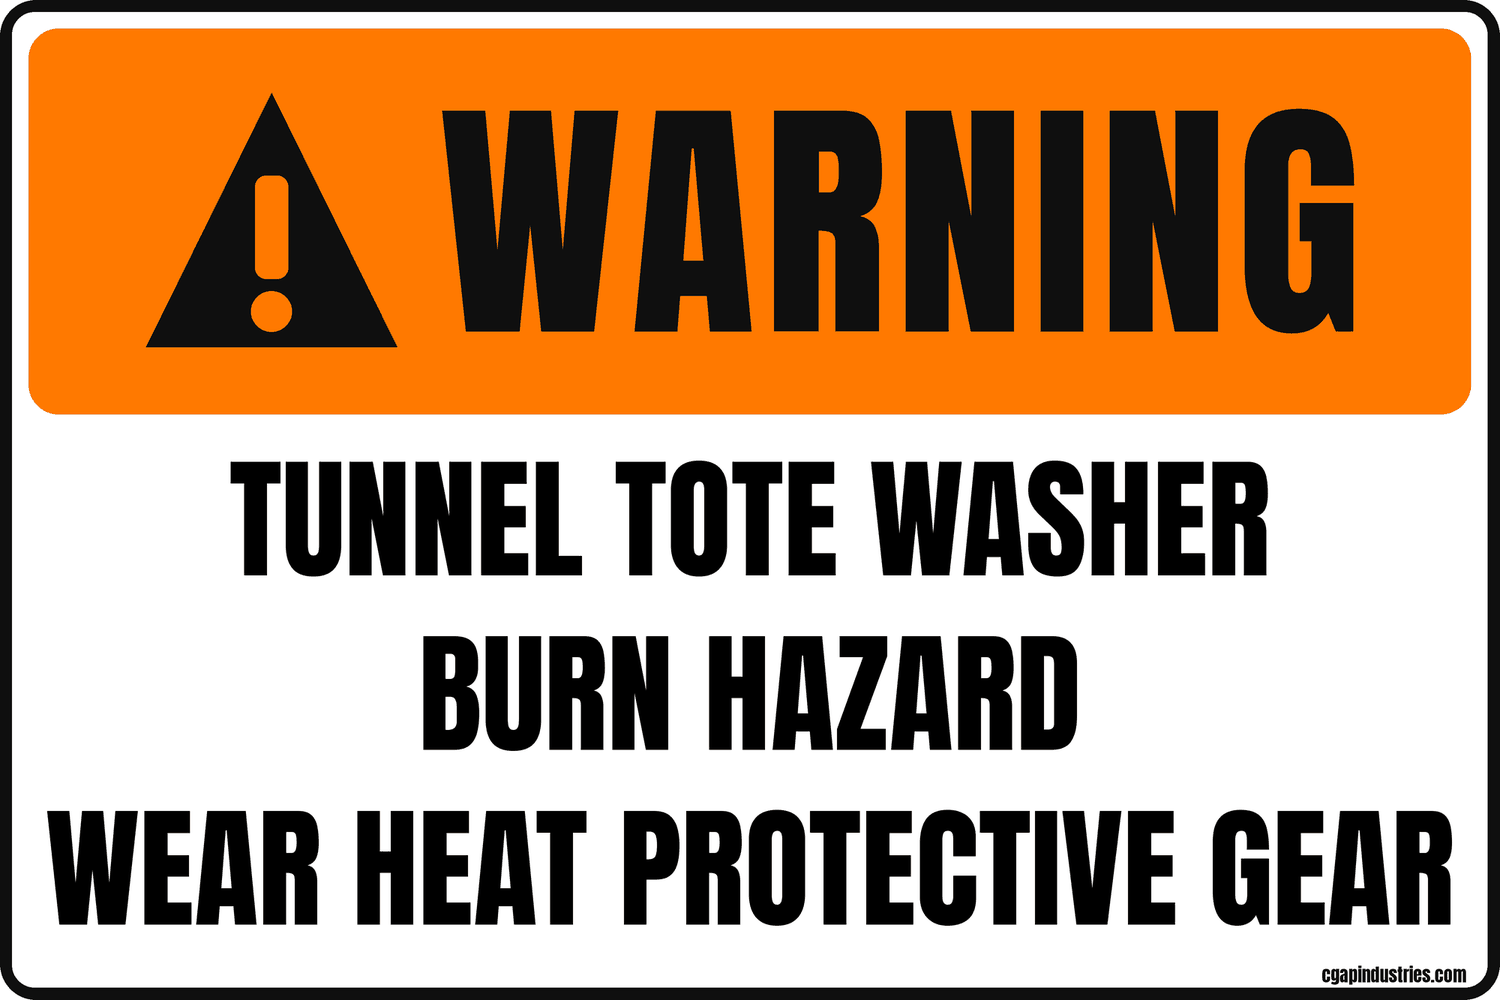 WARNING
TUNNEL TOTE WASHER
BURN HAZARD
WEAR HEAT PROTECTIVE GEAR
cgapindustries.com